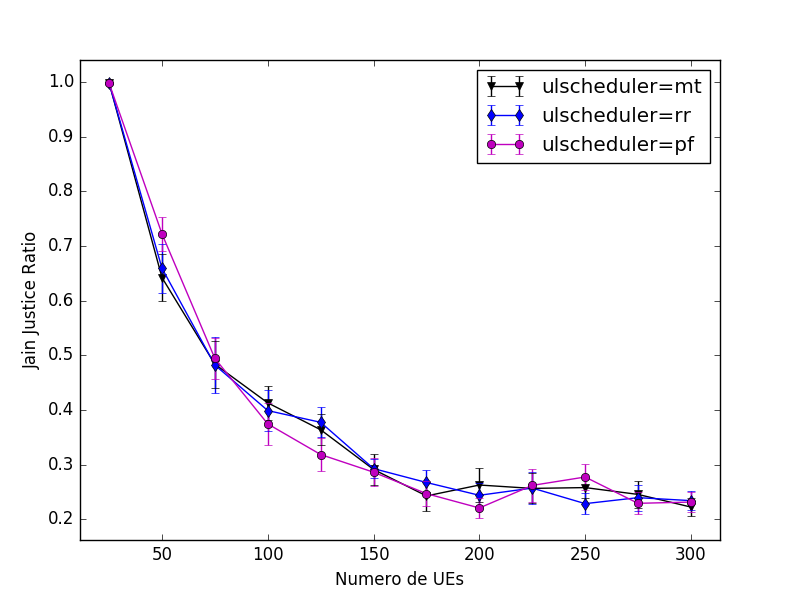 ulscheduler=mt
ulscheduler=rr
ulscheduler=pf
1.0
0.9
0.8
0.7
0.6
0.5
0.4
0.3
0.2
Jain Justice Ratio
50 100 150 200 250 300
Numero de UEs